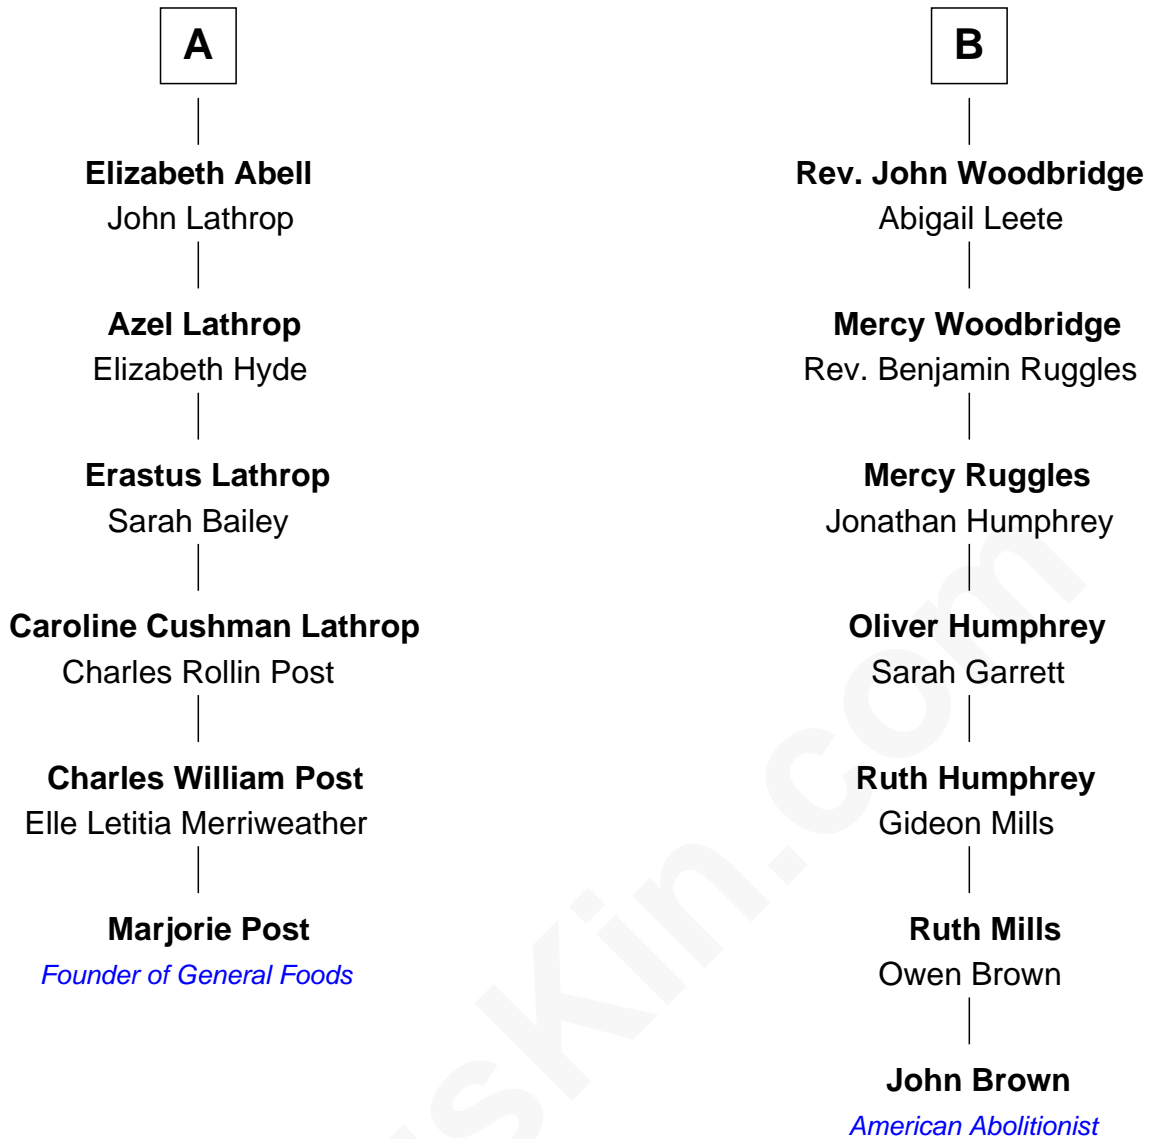 A
Elizabeth Abell
John Lathrop
Azel Lathrop
Elizabeth Hyde
Erastus Lathrop
Sarah Bailey
Caroline Cushman Lathrop
Charles Rollin Post
Charles William Post
Elle Letitia Merriweather
Marjorie Post
Founder of General Foods
B
Rev. John Woodbridge
Abigail Leete
Mercy Woodbridge
Rev. Benjamin Ruggles
Mercy Ruggles
Jonathan Humphrey
Oliver Humphrey
Sarah Garrett
Ruth Humphrey
Gideon Mills
Ruth Mills
Owen Brown
John Brown
American Abolitionist
sKin.com